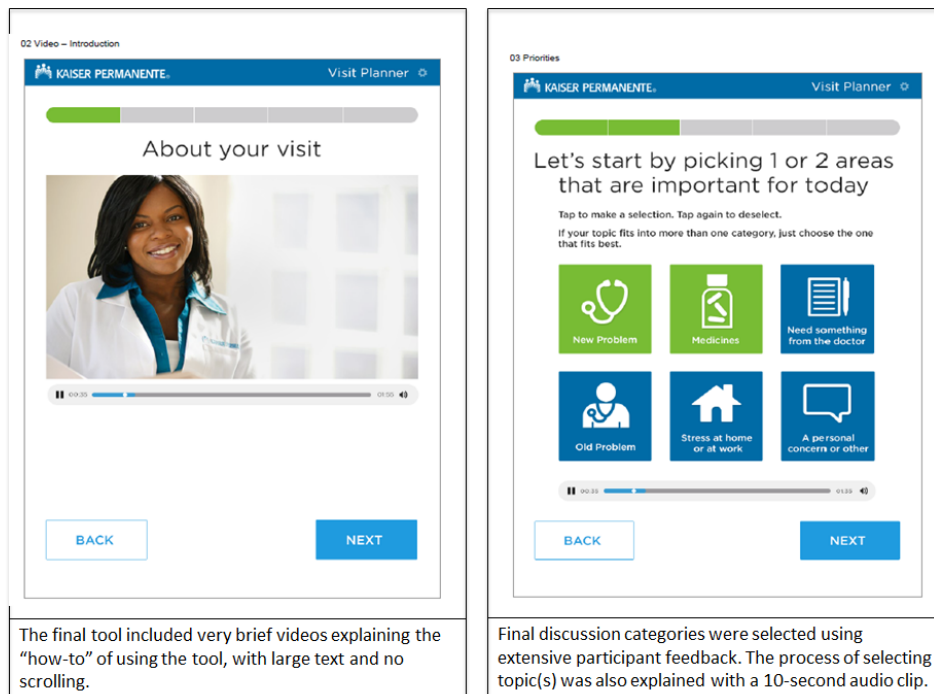 02 Video – Introduction
KAISER PERMANENTE®
Visit Planner
About your visit
00:35
01:55
BACK
NEXT
The final tool included very brief videos explaining the
“how-to” of using the tool, with large text and no
scrolling.
03 Priorities
KAISER PERMANENTE®
Visit Planner
Let's start by picking 1 or 2 areas
that are important for today
Tap to make a selection. Tap again to deselect.
If your topic fits into more than one category, just choose the one
that fits best.
New Problem
Medicines
Need something
from the doctor
Old Problem
Stress at home
or at work
A personal
concern or other
00:35
BACK
NEXT
Final discussion categories were selected using
extensive participant feedback. The process of selecting
topic(s) was also explained with a 10-second audio clip.